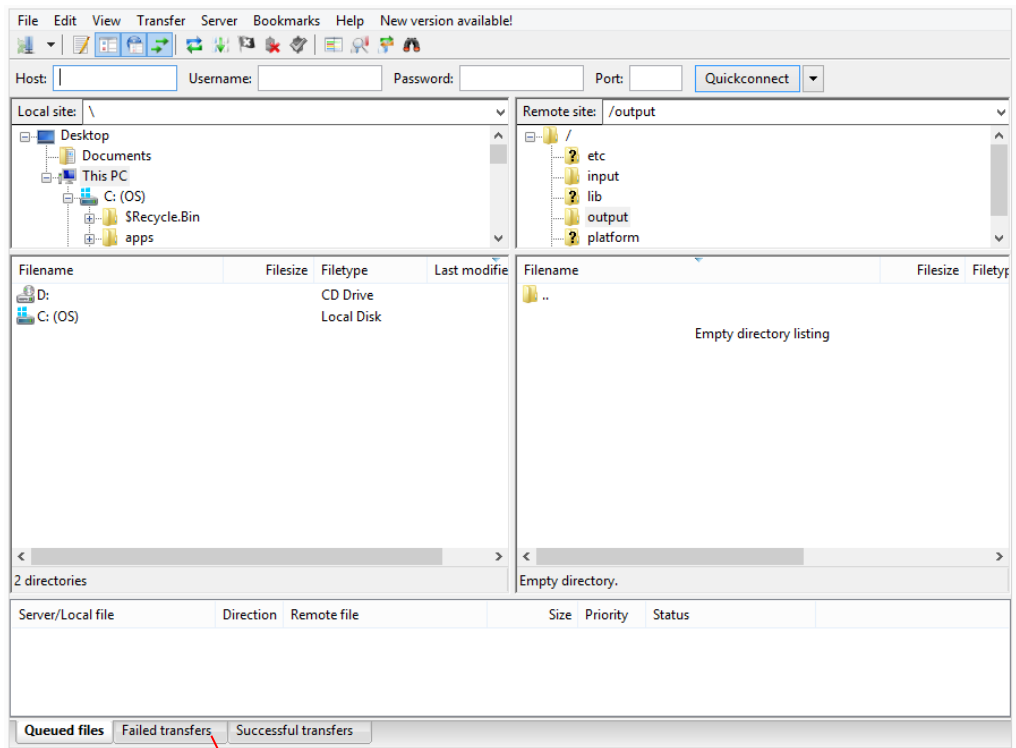 File Edit View Transfer Server Bookmarks Help New version available!
Host: Username: Password: Port: Quickconnect
Local site: \
Desktop
Documents
This PC
C: (OS)
$Recycle.Bin
apps
Remote site: /output
/
? etc
input
? lib
output
? platform
Filename Filesize Filetype Last modifie
D: CD Drive
C: (OS) Local Disk
2 directories
Filename Filesize Filetyp
..
Empty directory listing
Empty directory.
Server/Local file Direction Remote file Size Priority Status
Queued files Failed transfers Successful transfers